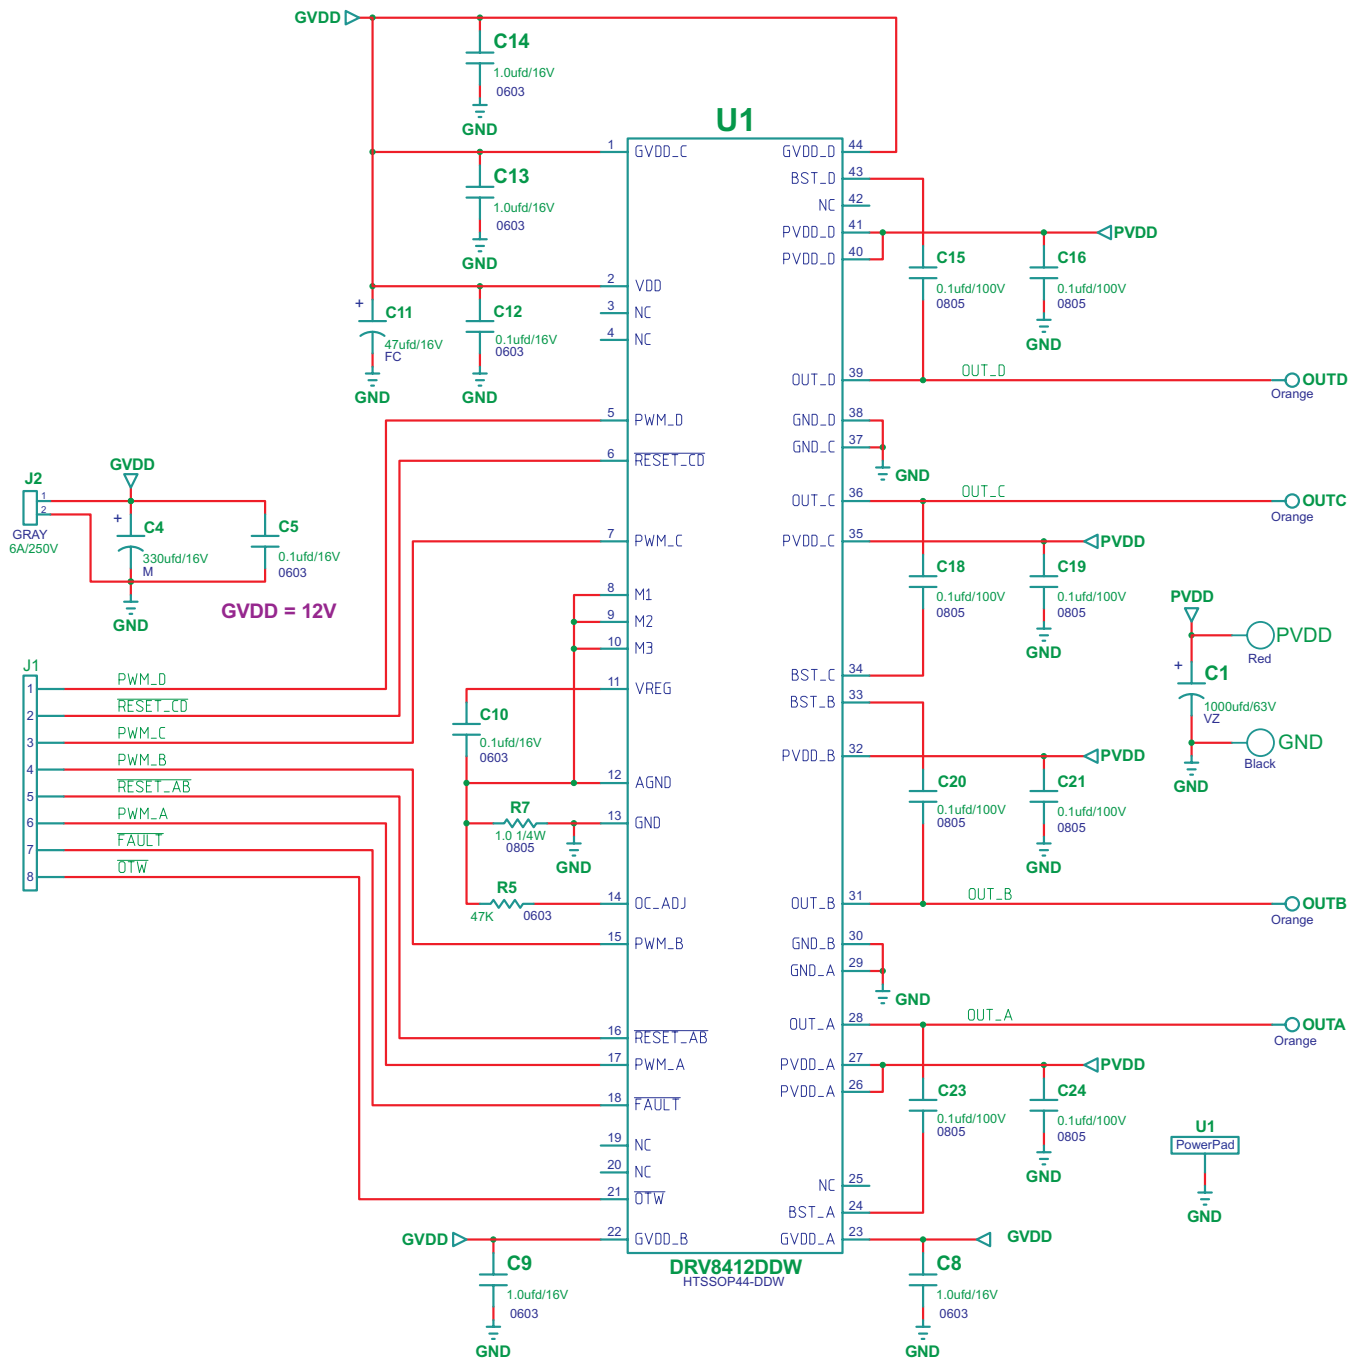 GVDD
C14
1.0ufd/16V
0603
GND
U1
1
GVDD_C
GVDD_D
44
BST_D
43
NC
42
C13
1.0ufd/16V
0603
GND
PVDD_D
41
PVDD
PVDD_D
40
C15
0.1ufd/100V
0805
C16
0.1ufd/100V
0805
GND
2
VDD
3
NC
4
NC
+
C11
47ufd/16V
FC
GND
C12
0.1ufd/16V
0603
GND
OUT_D
39
OUT_D
OUTD
Orange
5
PWM_D
GND_D
38
GND_C
37
GND
6
RESET_CD
GVDD
J2
1
2
GRAY
6A/250V
+
C4
330ufd/16V
M
C5
0.1ufd/16V
0603
GND
GVDD = 12V
OUT_C
36
OUT_C
OUTC
Orange
7
PWM_C
PVDD_C
35
PVDD
C18
0.1ufd/100V
0805
C19
0.1ufd/100V
0805
GND
8
M1
9
M2
10
M3
PVDD
PVDD
Red
+
C1
1000ufd/63V
VZ
GND
Black
GND
J1
1
PWM_D
2
RESET_CD
3
PWM_C
4
PWM_B
5
RESET_AB
6
PWM_A
7
FAULT
8
OTW
BST_C
34
11
VREG
BST_B
33
C10
0.1ufd/16V
0603
PVDD_B
32
PVDD
12
AGND
C20
0.1ufd/100V
0805
C21
0.1ufd/100V
0805
GND
R7
1.0 1/4W
0805
13
GND
GND
R5
47K
0603
14
OC_ADJ
OUT_B
31
OUT_B
OUTB
Orange
15
PWM_B
GND_B
30
GND_A
29
GND
16
RESET_AB
OUT_A
28
OUT_A
OUTA
Orange
17
PWM_A
PVDD_A
27
PVDD
PVDD_A
26
18
FAULT
C23
0.1ufd/100V
0805
C24
0.1ufd/100V
0805
GND
19
NC
20
NC
NC
25
21
OTW
BST_A
24
U1
PowerPad
GND
GVDD
22
GVDD_B
GVDD_A
23
GVDD
C9
1.0ufd/16V
0603
GND
DRV8412DDW
HTSSOP44-DDW
C8
1.0ufd/16V
0603
GND